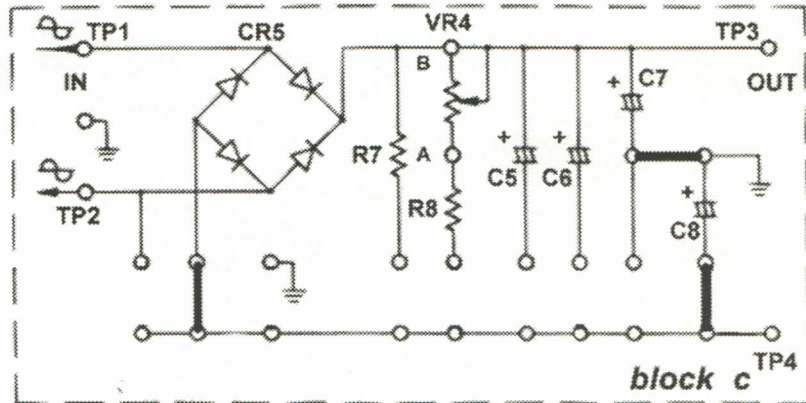 TP1 CR5 VR4 TP3
B C7
IN + OUT
R7 A + +
C5 C6
R8 +
TP2 C8
TP4
block c